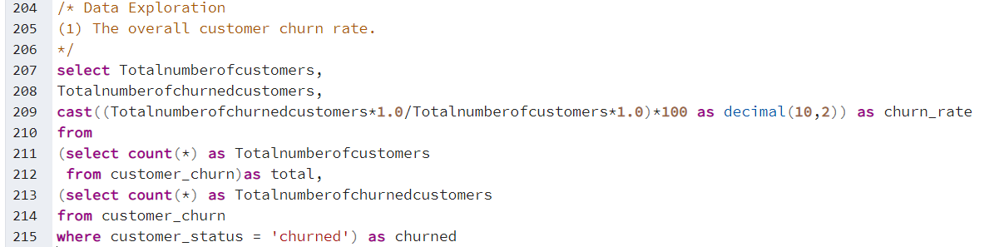 204 /* Data Exploration
205 (1) The overall customer churn rate.
206 */
207 select Totalnumberofcustomers,
208 Totalnumberofchurnedcustomers,
209 cast((Totalnumberofchurnedcustomers*1.0/Totalnumberofcustomers*1.0)*100 as decimal(10,2)) as churn_rate
210 from
211 (select count(*) as Totalnumberofcustomers
212  from customer_churn)as total,
213 (select count(*) as Totalnumberofchurnedcustomers
214 from customer_churn
215 where customer_status = 'churned') as churned